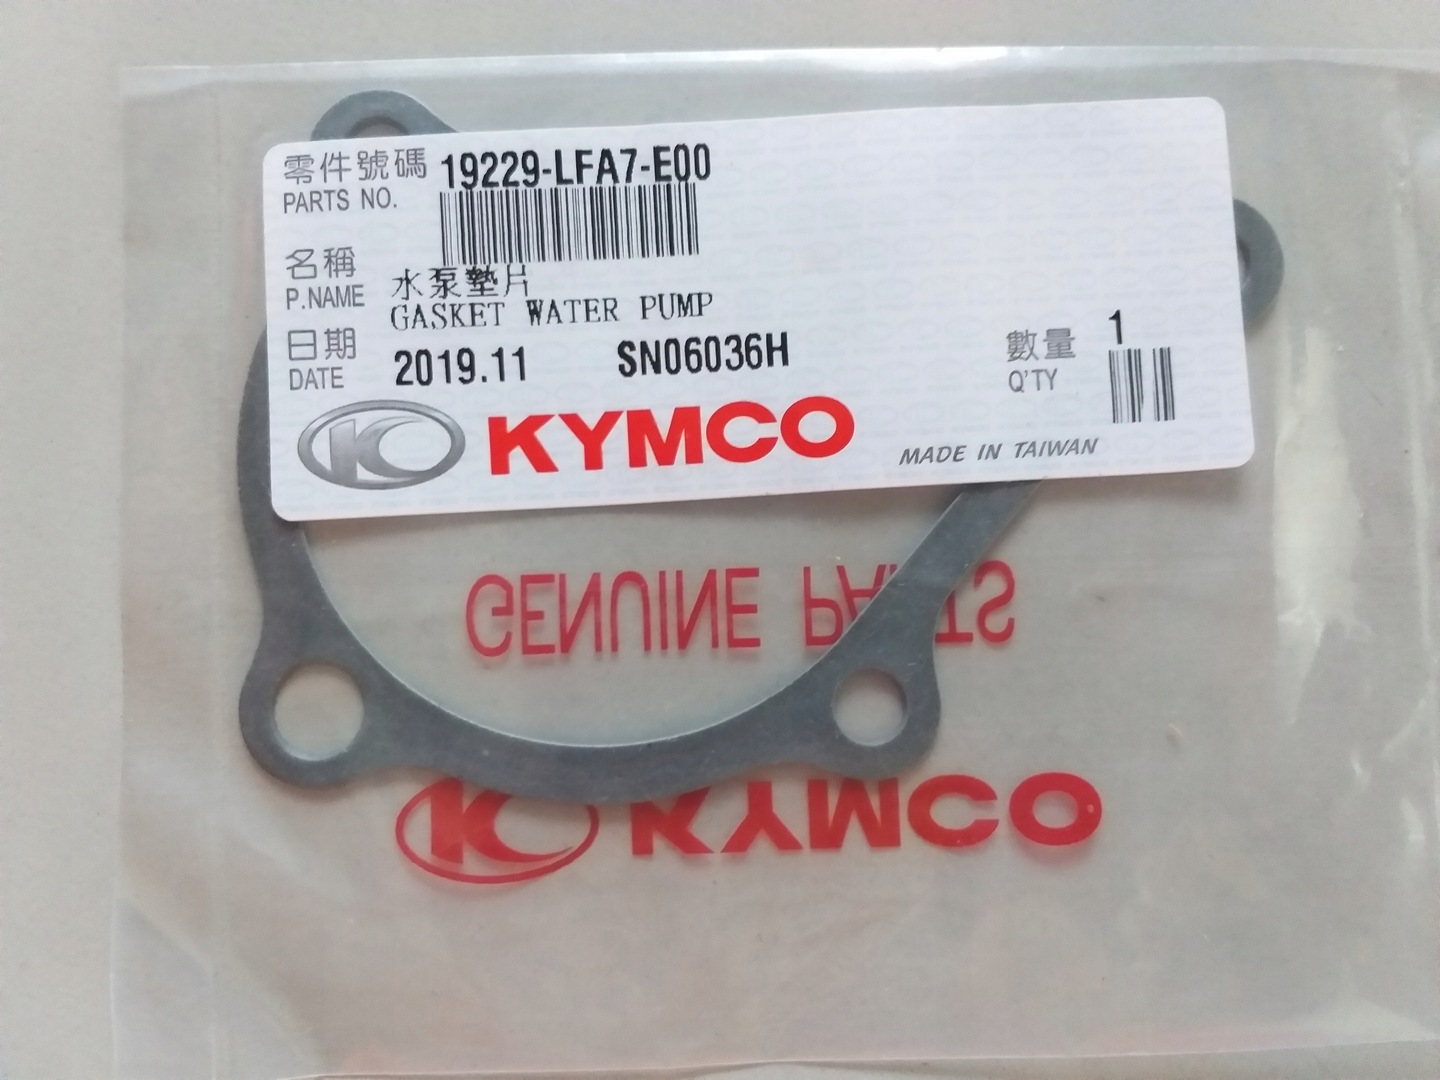 零件號碼 19229-LFA7-E00
PARTS NO.
名稱 水泵墊片
P.NAME GASKET WATER PUMP
日期 2019.11 SN06036H 數量 1
DATE Q'TY
KYMCO MADE IN TAIWAN
GENUINE PARTS
KYMCO